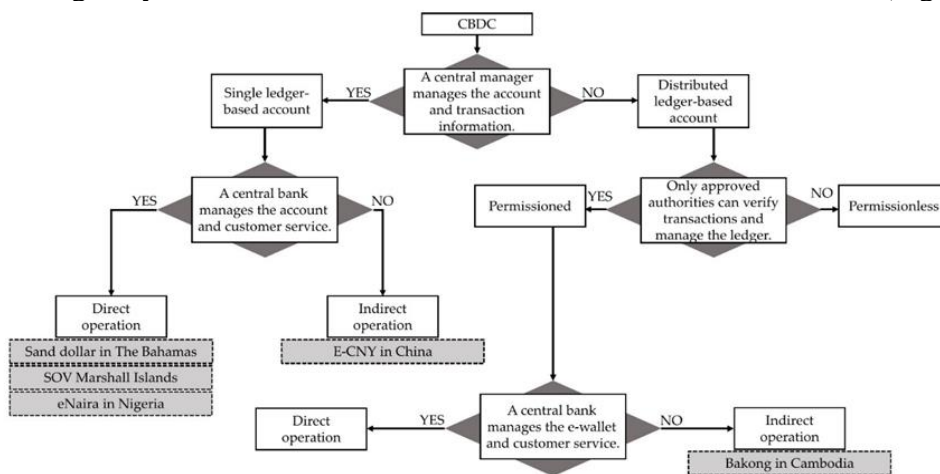 CBDC
A central manager
manages the account
and transaction
information.
YES
NO
Single ledger-
based account
Distributed
ledger-based
account
A central bank
manages the account
and customer service.
YES
NO
Only approved
authorities can verify
transactions and
manage the ledger.
YES
NO
Permissioned
Permissionless
Direct
operation
Sand dollar in The Bahamas
SOV Marshall Islands
eNaira in Nigeria
Indirect
operation
E-CNY in China
A central bank
manages the e-wallet
and customer service.
YES
NO
Direct
operation
Indirect
operation
Bakong in Cambodia